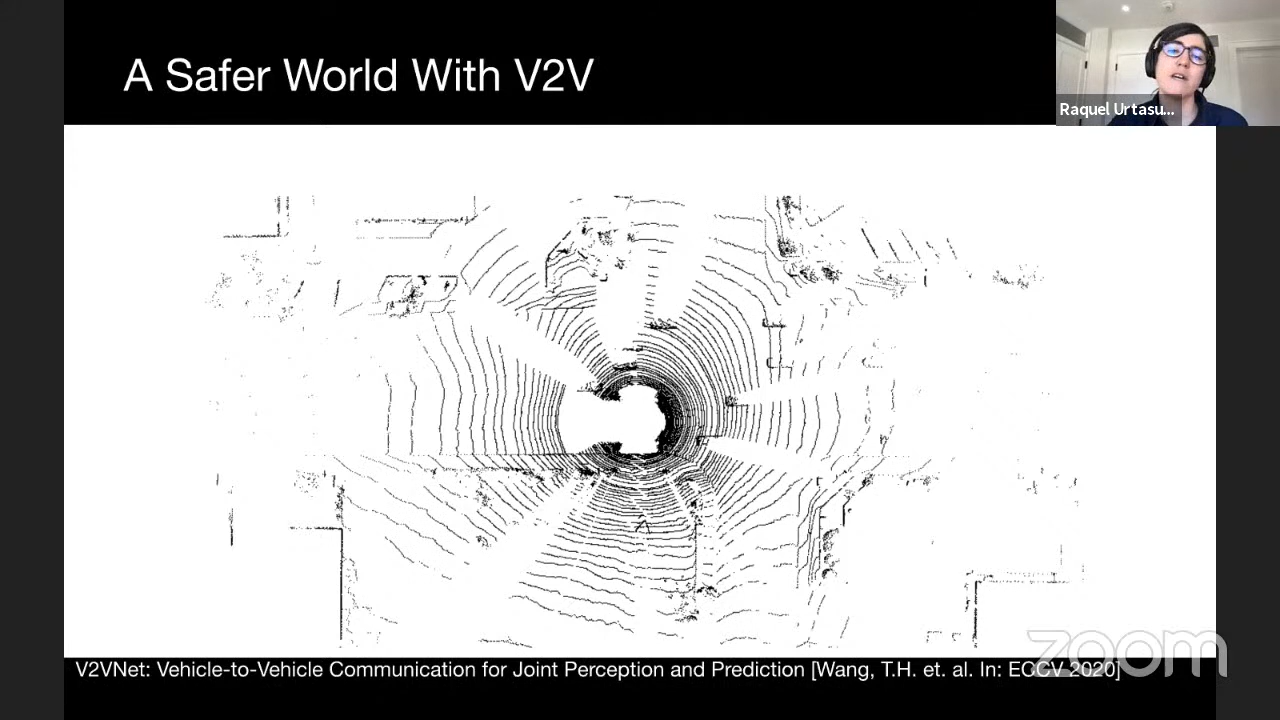 A Safer World With V2V
Raquel Urtasu...
V2VNet: Vehicle-to-Vehicle Communication for Joint Perception and Prediction [Wang, T.H. et. al. In: ECCV 2020]
zoom